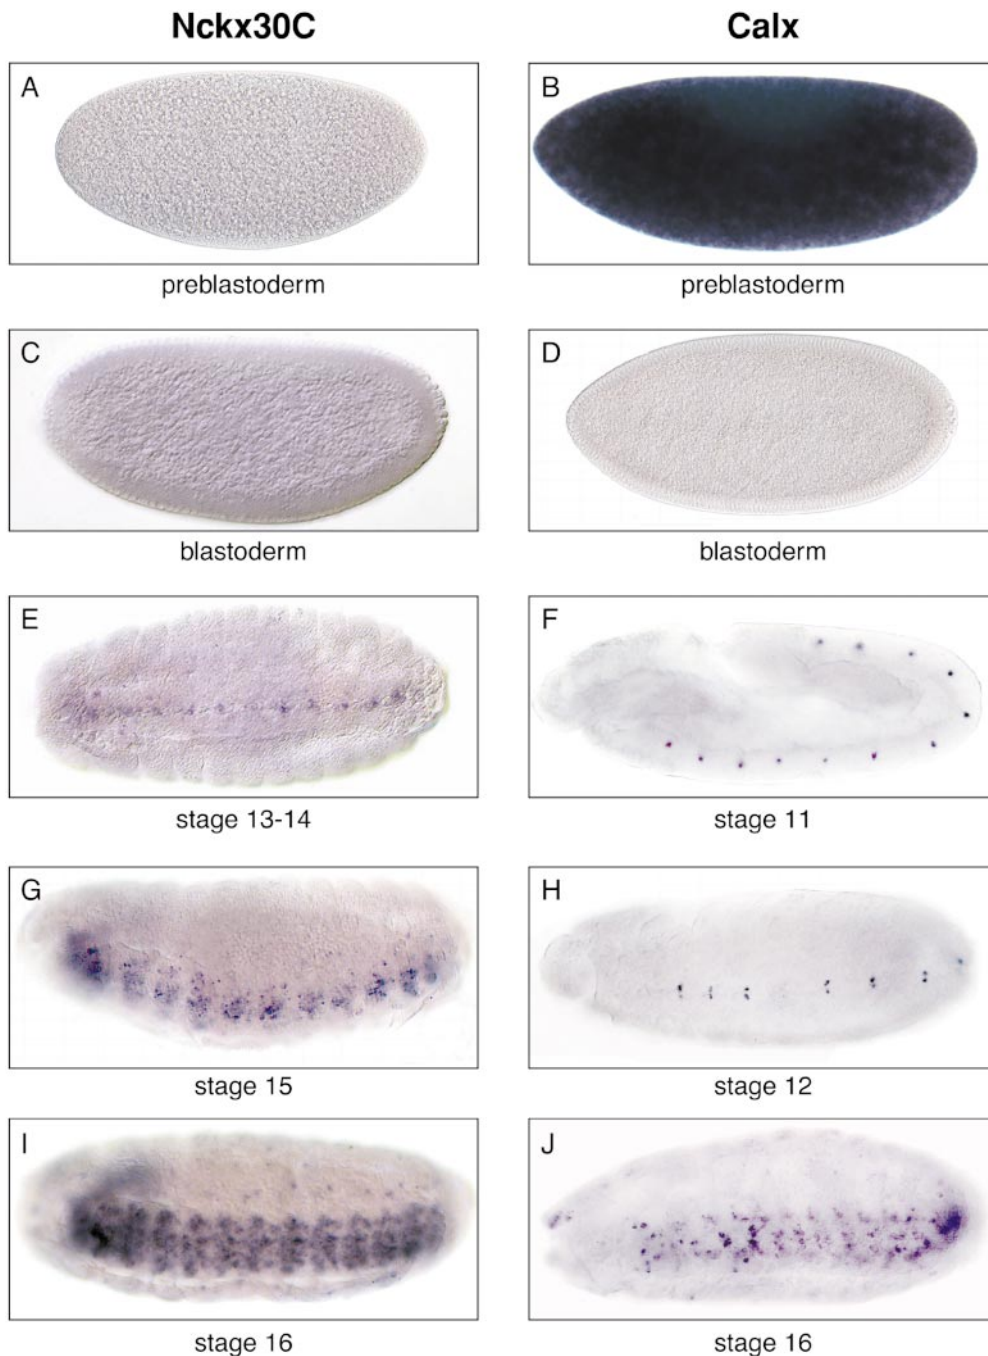 Nckx30C Calx
A B
preblastoderm preblastoderm
C D
blastoderm blastoderm
E F
stage 13-14 stage 11
G H
stage 15 stage 12
I J
stage 16 stage 16